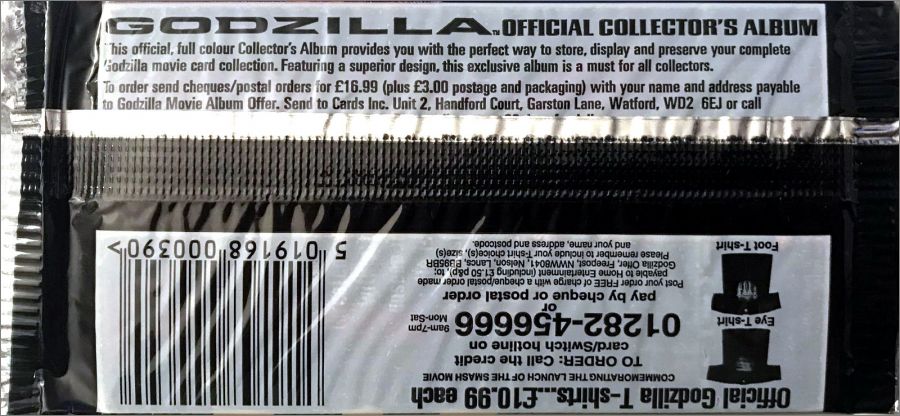 GODZILLA™ OFFICIAL COLLECTOR'S ALBUM
This official, full colour Collector's Album provides you with the perfect way to store, display and preserve your complete
Godzilla movie card collection. Featuring a superior design, this exclusive album is a must for all collectors.
To order send cheques/postal orders for £16.99 (plus £3.00 postage and packaging) with your name and address payable
to Godzilla Movie Album Offer. Send to Cards Inc. Unit 2, Handford Court, Garston Lane, Watford, WD2 6EJ or call
Official Godzilla T-shirts....£10.99 each
COMMEMORATING THE LAUNCH OF THE SMASH MOVIE
TO ORDER: Call the credit
card/Switch hotline on
01282-456666 9am-7pm
Mon-Sat
or
pay by cheque or postal order
Post your order FREE of charge with a cheque/postal order made
payable to Home Entertainment (including £1.50 p&p), to;
Godzilla Offer, Freepost, NWW4041, Nelson, Lancs, BB95BR
Please remember to include your T-shirt choice(s), size(s)
and your name, address and postcode.
Eye T-shirt
Foot T-shirt
5 019168 000390 >